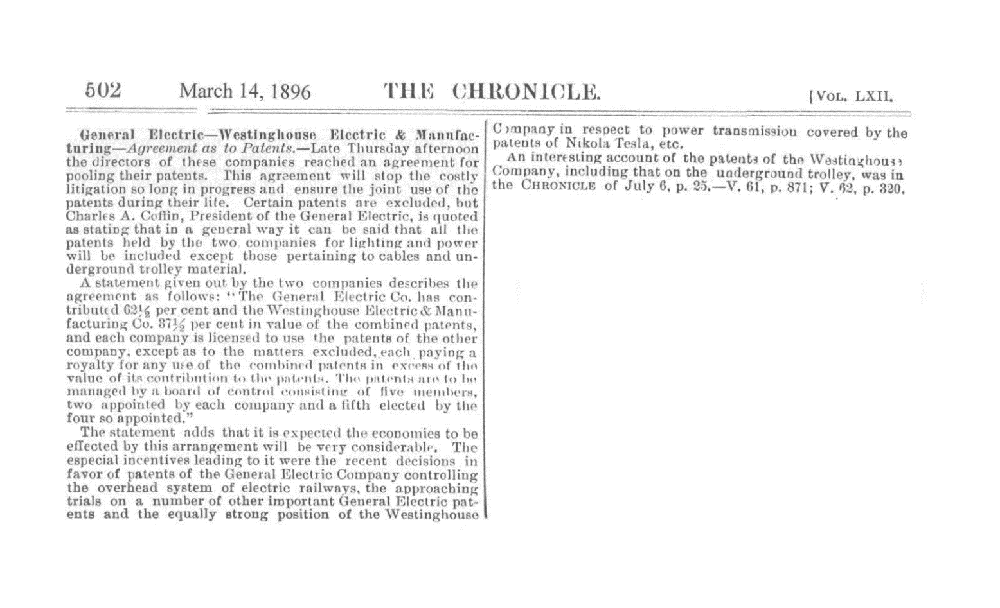 502 March 14, 1896 THE CHRONICLE. [VOL. LXII.
General Electric—Westinghouse Electric & Manufac-
turing—Agreement as to Patents.—Late Thursday afternoon
the directors of these companies reached an agreement for
pooling their patents. This agreement will stop the costly
litigation so long in progress and ensure the joint use of the
patents during their life. Certain patents are excluded, but
Charles A. Coffin, President of the General Electric, is quoted
as stating that in a general way it can be said that all the
patents held by the two companies for lighting and power
will be included except those pertaining to cables and un-
derground trolley material.
A statement given out by the two companies describes the
agreement as follows: "The General Electric Co. has con-
tributed 62½ per cent and the Westinghouse Electric & Manu-
facturing Co. 37½ per cent in value of the combined patents,
and each company is licensed to use the patents of the other
company, except as to the matters excluded, each paying a
royalty for any use of the combined patents in excess of the
value of its contribution to the patents. The patents are to be
managed by a board of control consisting of five members,
two appointed by each company and a fifth elected by the
four so appointed."
The statement adds that it is expected the economies to be
effected by this arrangement will be very considerable. The
especial incentives leading to it were the recent decisions in
favor of patents of the General Electric Company controlling
the overhead system of electric railways, the approaching
trials on a number of other important General Electric pat-
ents and the equally strong position of the Westinghouse
Company in respect to power transmission covered by the
patents of Nikola Tesla, etc.
An interesting account of the patents of the Westinghouse
Company, including that on the underground trolley, was in
the CHRONICLE of July 6, p. 25.—V. 61, p. 871; V. 62, p. 320.